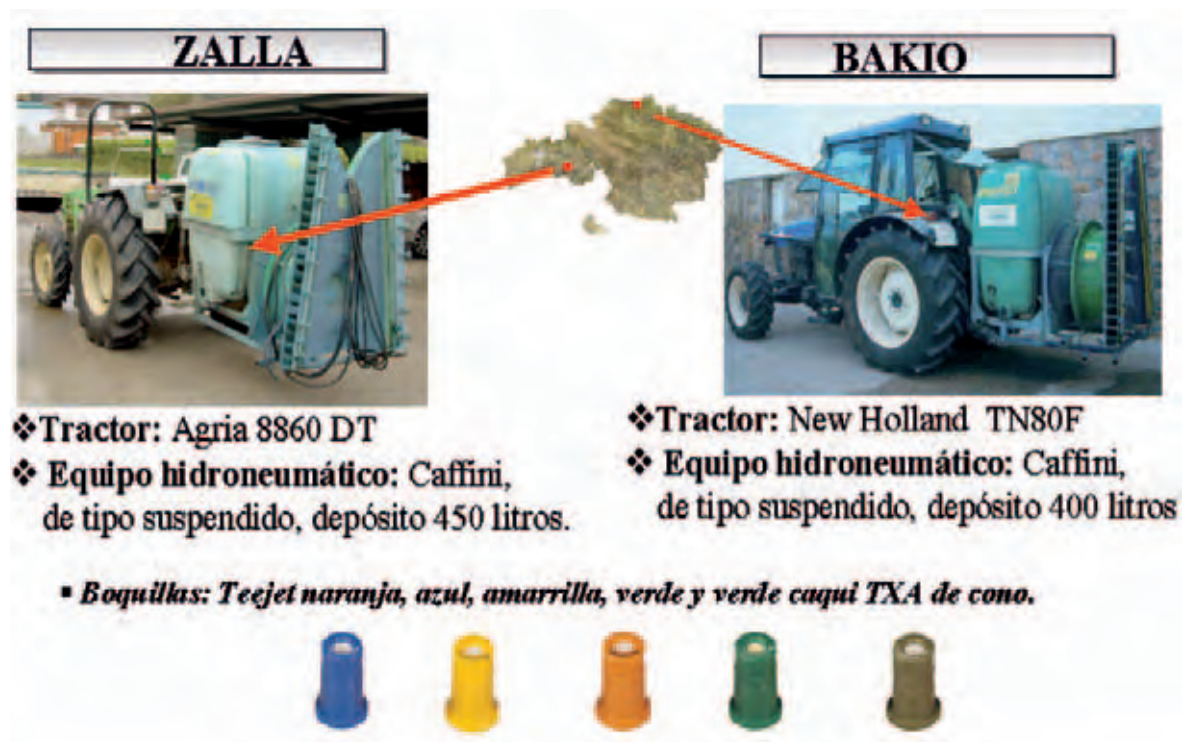 ZALLA
BAKIO
❖Tractor: Agria 8860 DT
❖ Equipo hidroneumático: Caffini,
de tipo suspendido, depósito 450 litros.
❖Tractor: New Holland TN80F
❖ Equipo hidroneumático: Caffini,
de tipo suspendido, depósito 400 litros
▪ Boquillas: Teejet naranja, azul, amarrilla, verde y verde caqui TXA de cono.